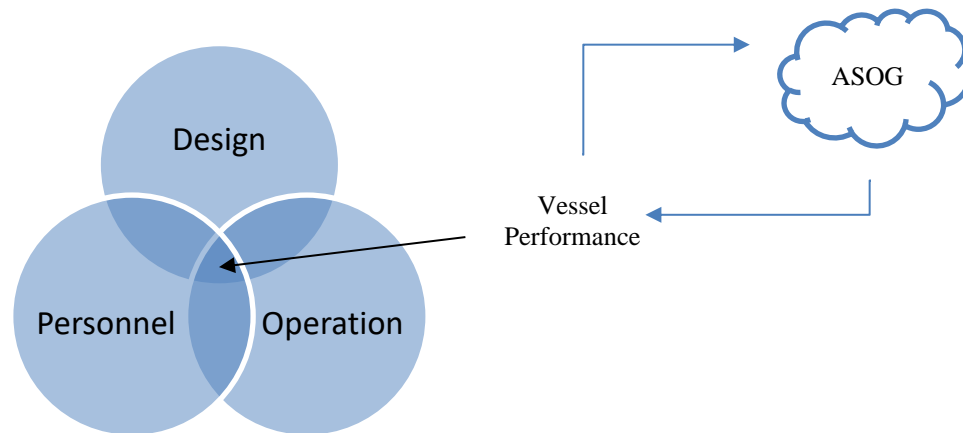 Design
Personnel
Operation
Vessel
Performance
ASOG